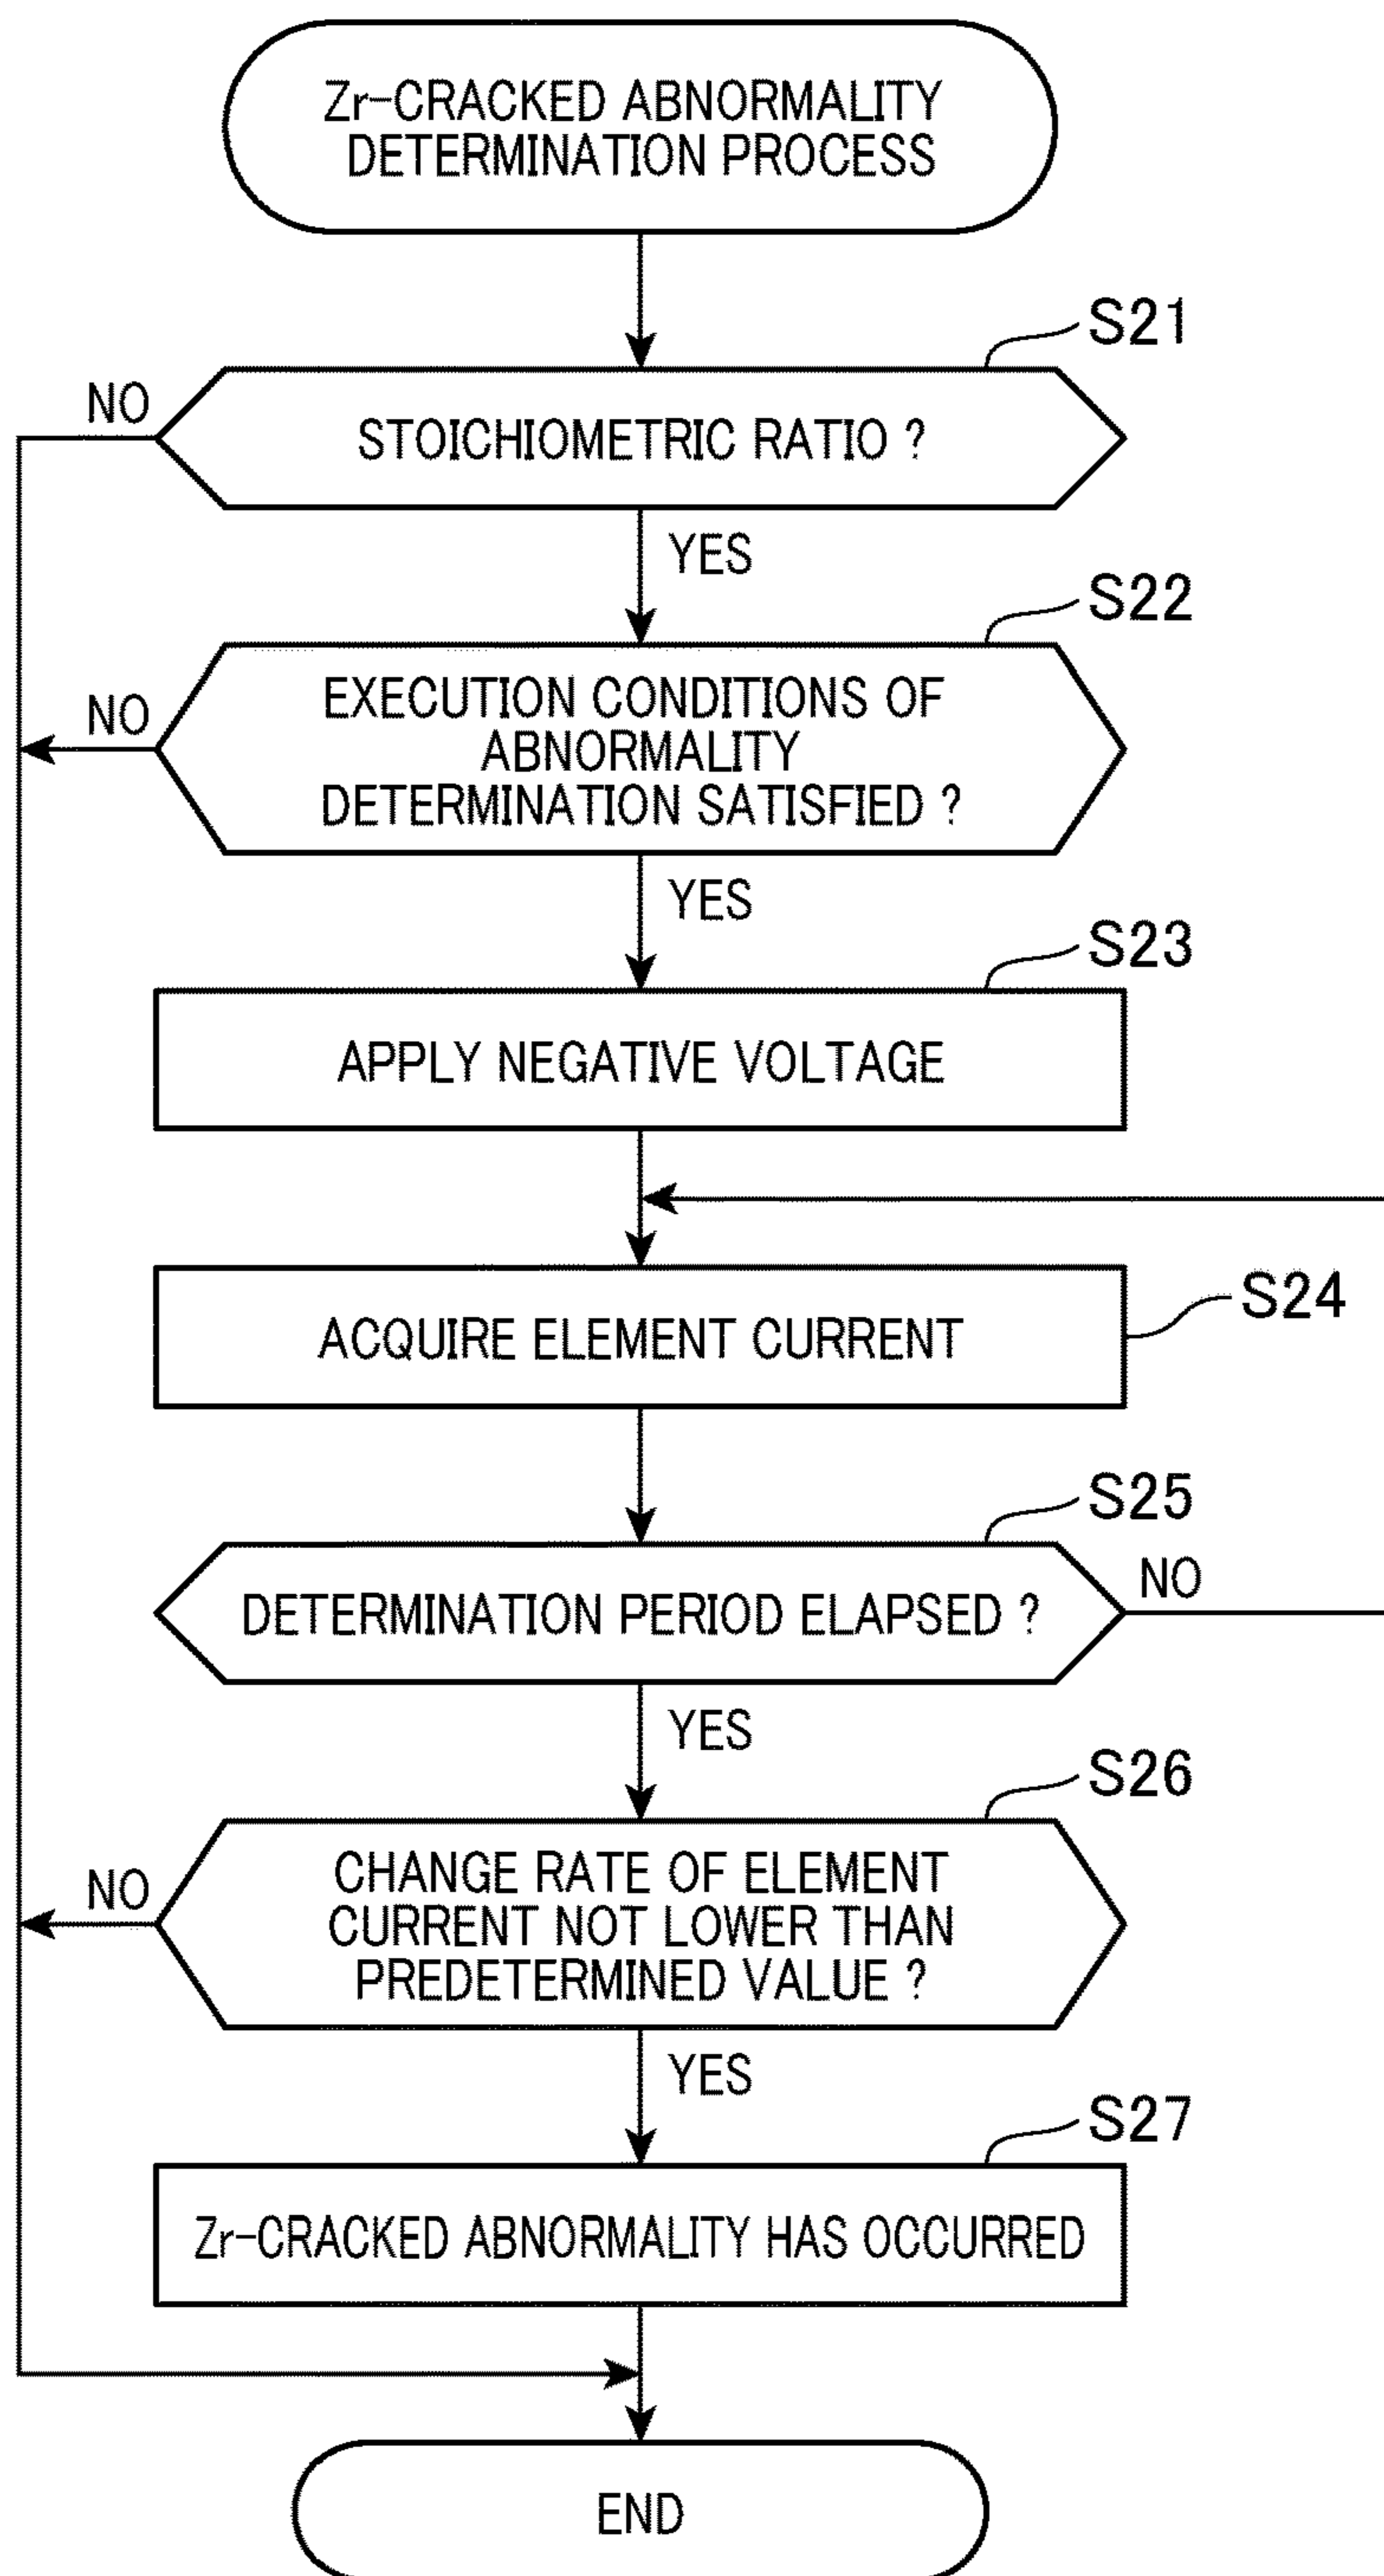 Zr-CRACKED ABNORMALITY
DETERMINATION PROCESS
S21
NO
STOICHIOMETRIC RATIO ?
YES
S22
NO
EXECUTION CONDITIONS OF
ABNORMALITY
DETERMINATION SATISFIED ?
YES
S23
APPLY NEGATIVE VOLTAGE
S24
ACQUIRE ELEMENT CURRENT
S25
NO
DETERMINATION PERIOD ELAPSED ?
YES
S26
NO
CHANGE RATE OF ELEMENT
CURRENT NOT LOWER THAN
PREDETERMINED VALUE ?
YES
S27
Zr-CRACKED ABNORMALITY HAS OCCURRED
END